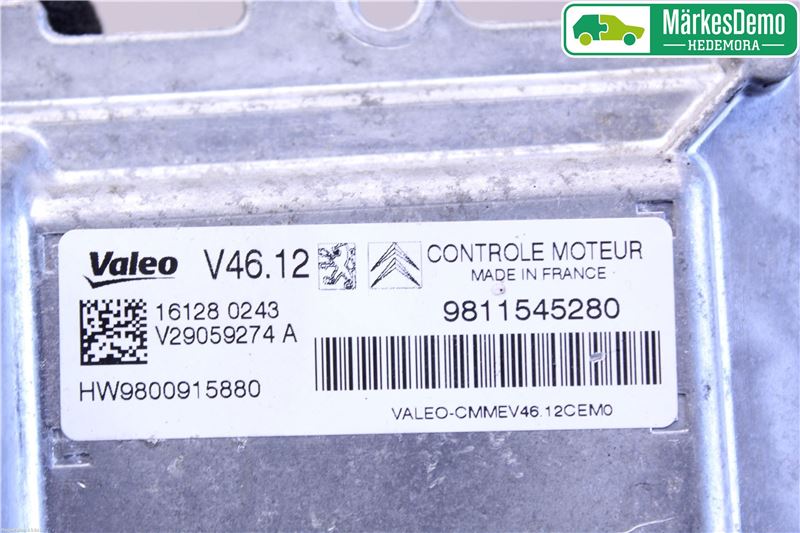 MärkesDemo
HEDEMORA
Valeo V46.12
CONTROLE MOTEUR
MADE IN FRANCE
16128 0243
V29059274 A
9811545280
HW9800915880
VALEO-CMMEV46.12CEM0